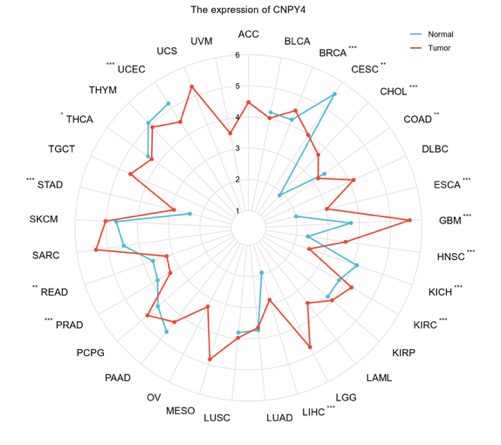 The expression of CNPY4
Normal
Tumor
ACC
BLCA
BRCA ***
CESC **
CHOL ***
COAD **
DLBC
ESCA ***
GBM ***
HNSC ***
KICH ***
KIRC ***
KIRP
LAML
LGG
LIHC ***
LUAD
LUSC
MESO
OV
PAAD
PCPG
*** PRAD
** READ
SARC
SKCM
*** STAD
TGCT
* THCA
THYM
*** UCEC
UCS
UVM
6
5
4
3
2
1